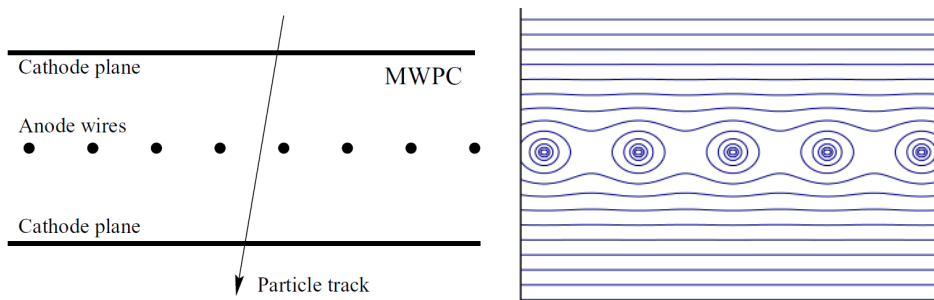 Cathode plane
MWPC
Anode wires
Cathode plane
Particle track